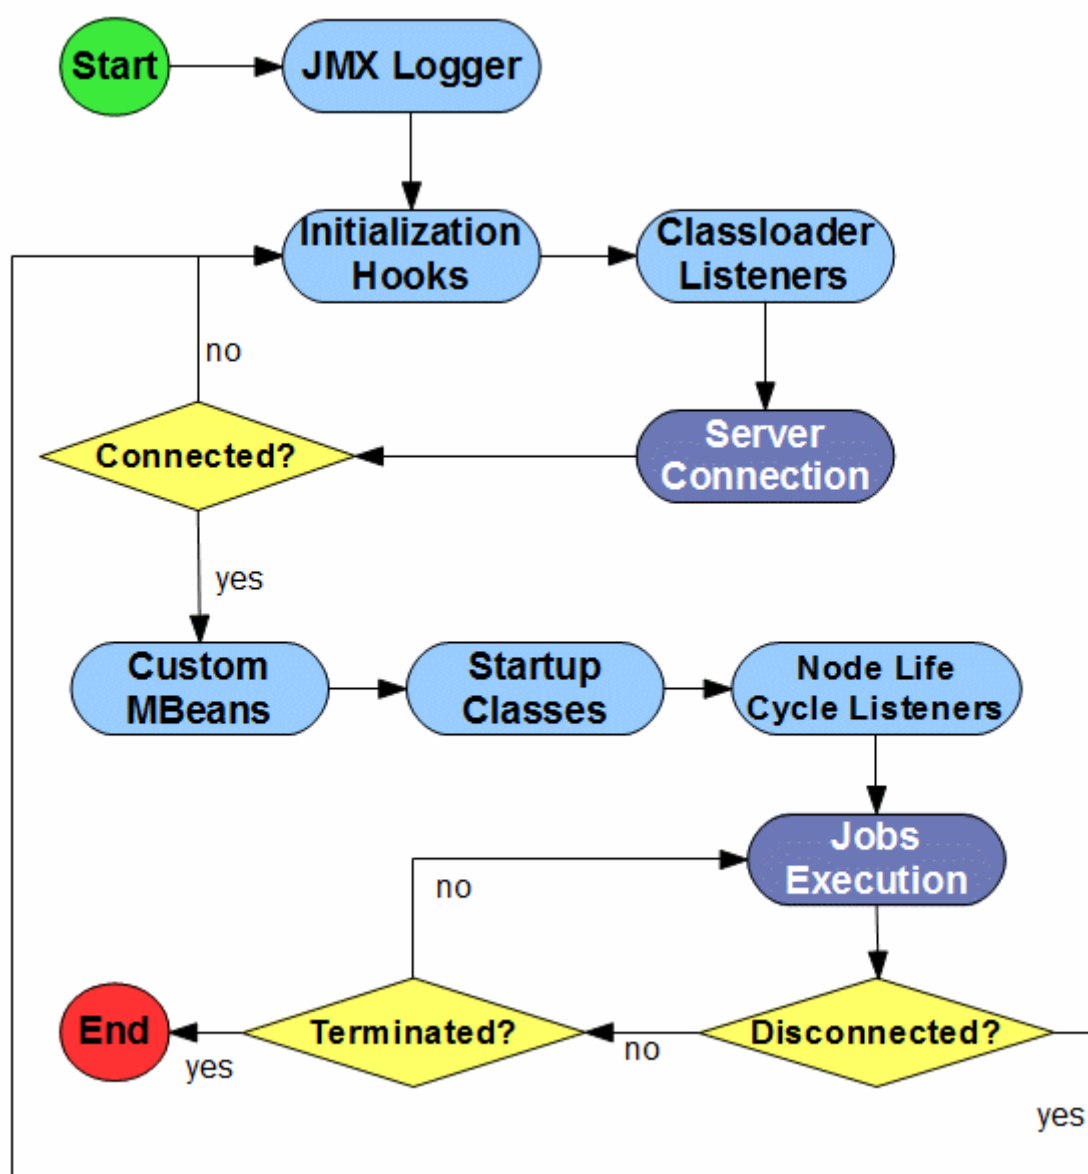 Start
JMX Logger
Initialization
Hooks
Classloader
Listeners
no
Connected?
Server
Connection
yes
Custom
MBeans
Startup
Classes
Node Life
Cycle Listeners
Jobs
Execution
no
End
Terminated?
Disconnected?
yes
no
yes